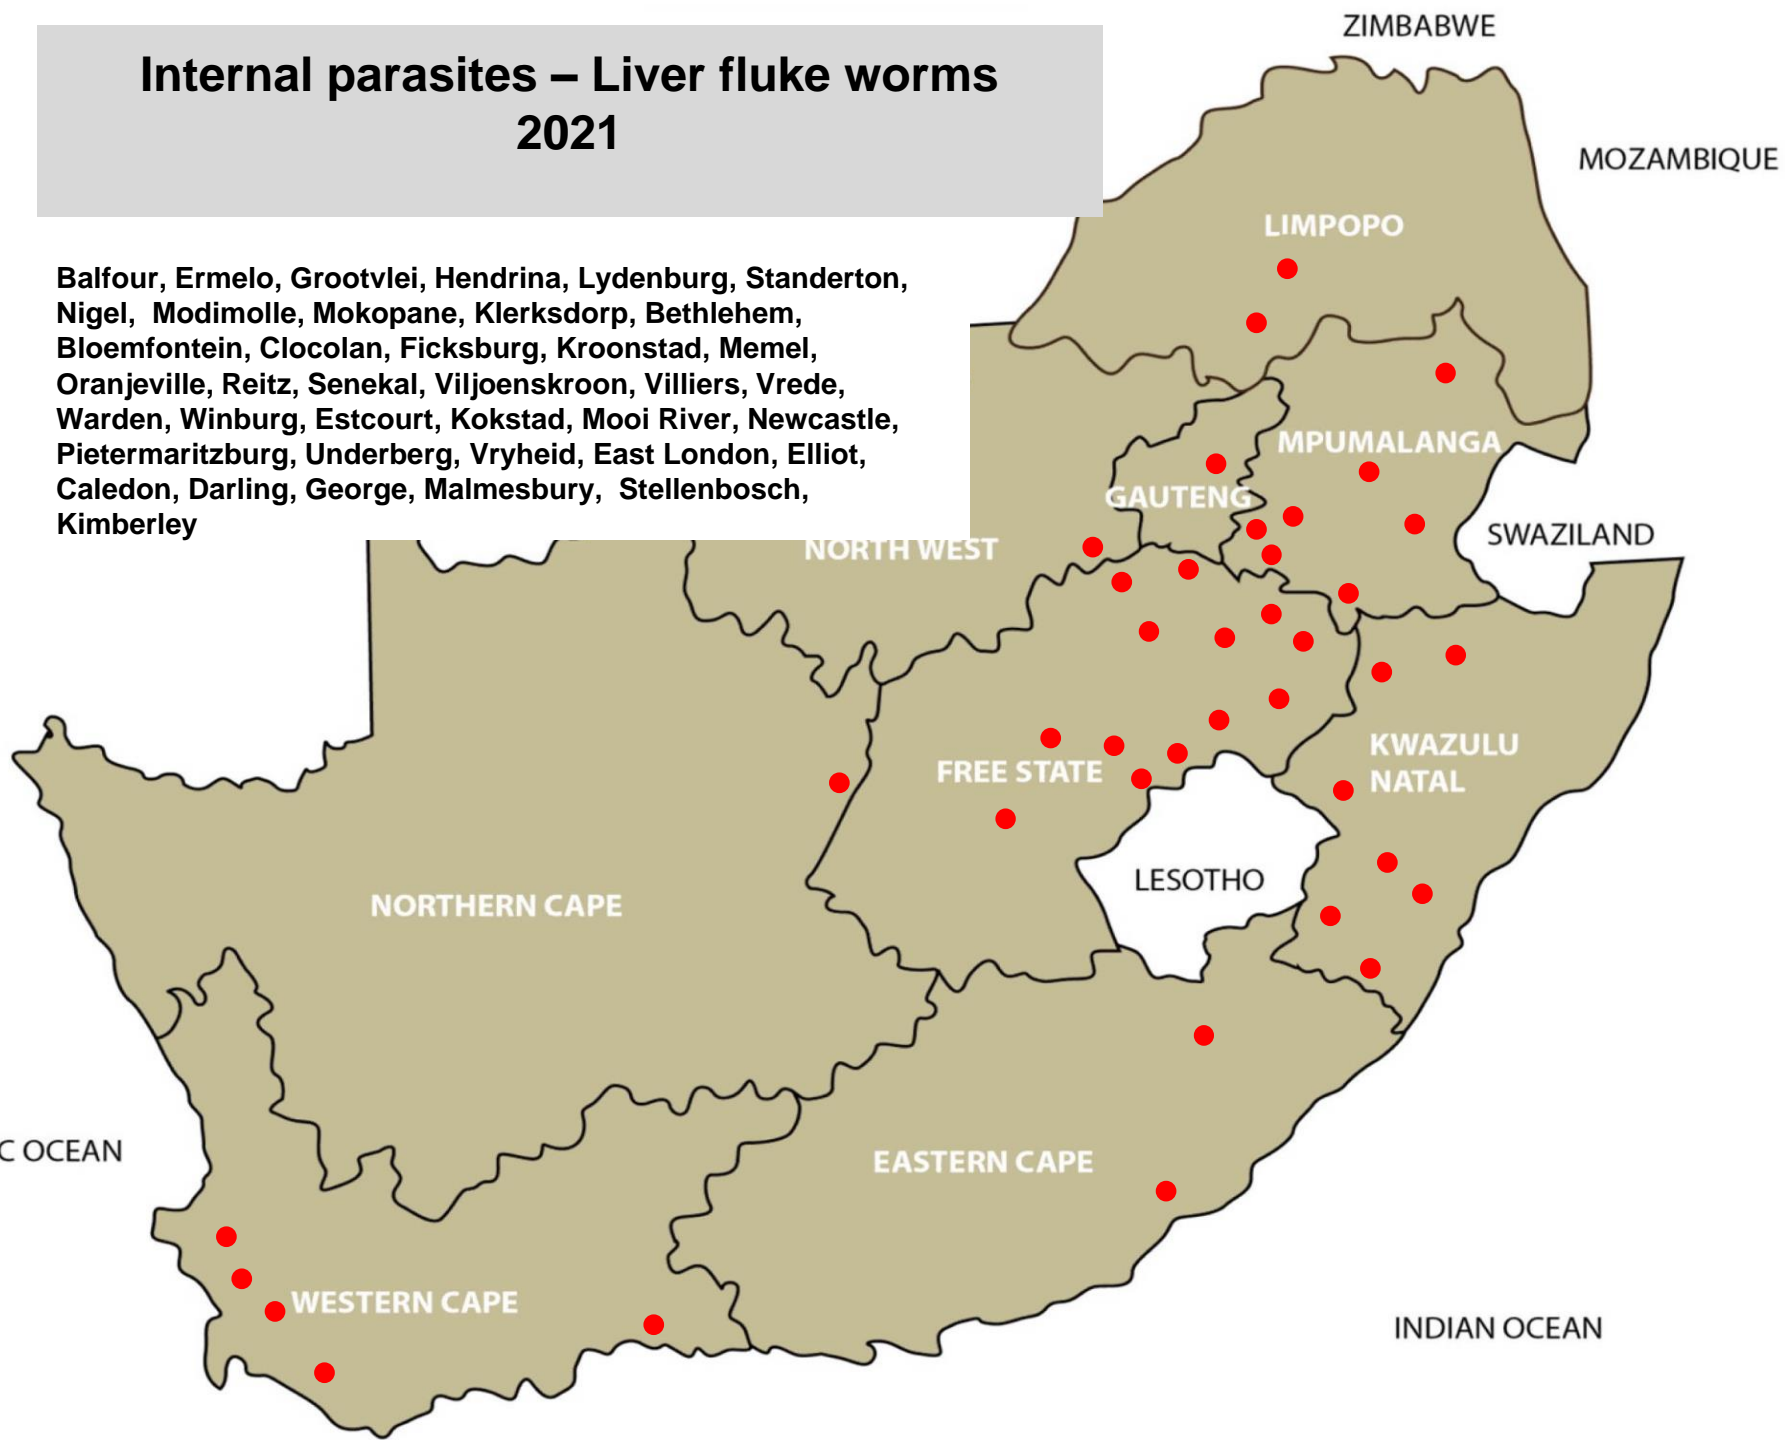 Internal parasites – Liver fluke worms
2021
Balfour, Ermelo, Grootvlei, Hendrina, Lydenburg, Standerton,
Nigel, Modimolle, Mokopane, Klerksdorp, Bethlehem,
Bloemfontein, Clocolan, Ficksburg, Kroonstad, Memel,
Oranjeville, Reitz, Senekal, Viljoenskroon, Villiers, Vrede,
Warden, Winburg, Estcourt, Kokstad, Mooi River, Newcastle,
Pietermaritzburg, Underberg, Vryheid, East London, Elliot,
Caledon, Darling, George, Malmesbury, Stellenbosch,
Kimberley
ZIMBABWE
MOZAMBIQUE
LIMPOPO
MPUMALANGA
GAUTENG
SWAZILAND
NORTH WEST
KWAZULU
NATAL
FREE STATE
LESOTHO
NORTHERN CAPE
C OCEAN
EASTERN CAPE
WESTERN CAPE
INDIAN OCEAN